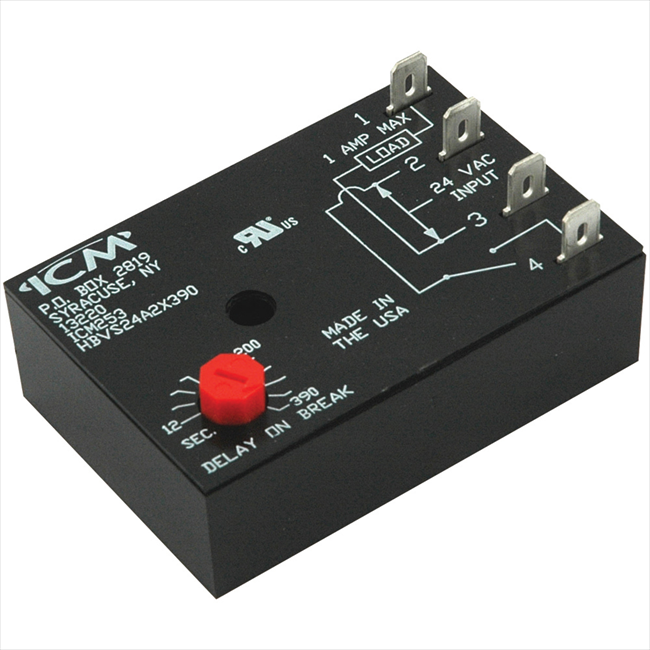 ICM
P.O. BOX 2819
SYRACUSE, NY
13220
ICM253
HBVS24A2X390
C UR US
1
1 AMP MAX
LOAD
2
24 VAC
INPUT
3
4
MADE IN
THE USA
200
390
12
SEC.
DELAY ON BREAK